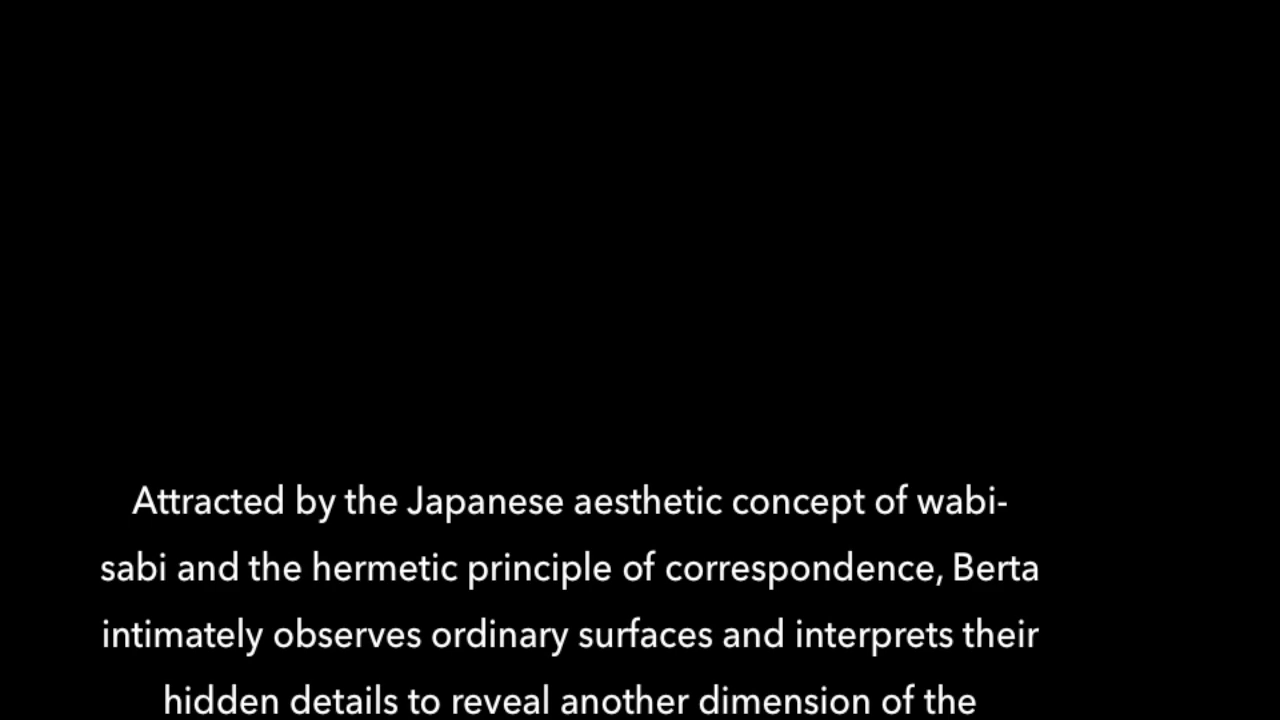 Attracted by the Japanese aesthetic concept of wabi-
sabi and the hermetic principle of correspondence, Berta
intimately observes ordinary surfaces and interprets their
hidden details to reveal another dimension of the